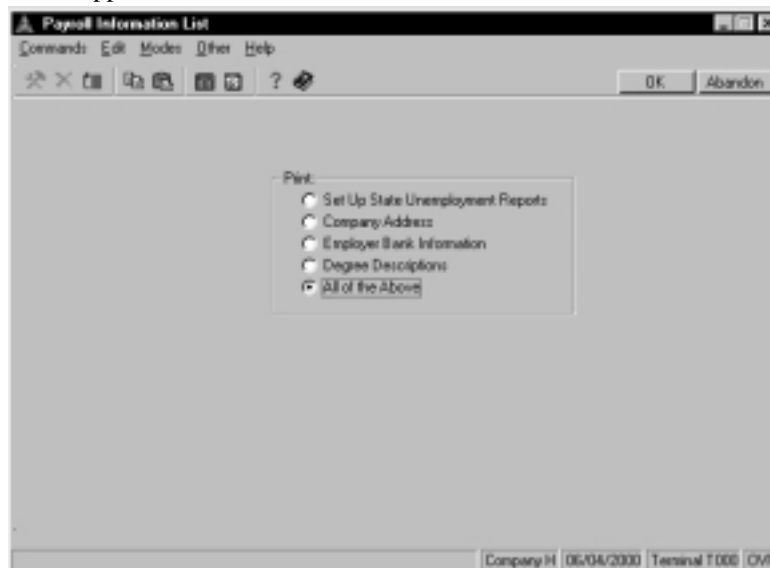 Payroll Information List
Commands Edit Modes Other Help
? OK Abandon
Print:
Set Up State Unemployment Reports
Company Address
Employer Bank Information
Degree Descriptions
All of the Above
Company H 06/04/2000 Terminal T000